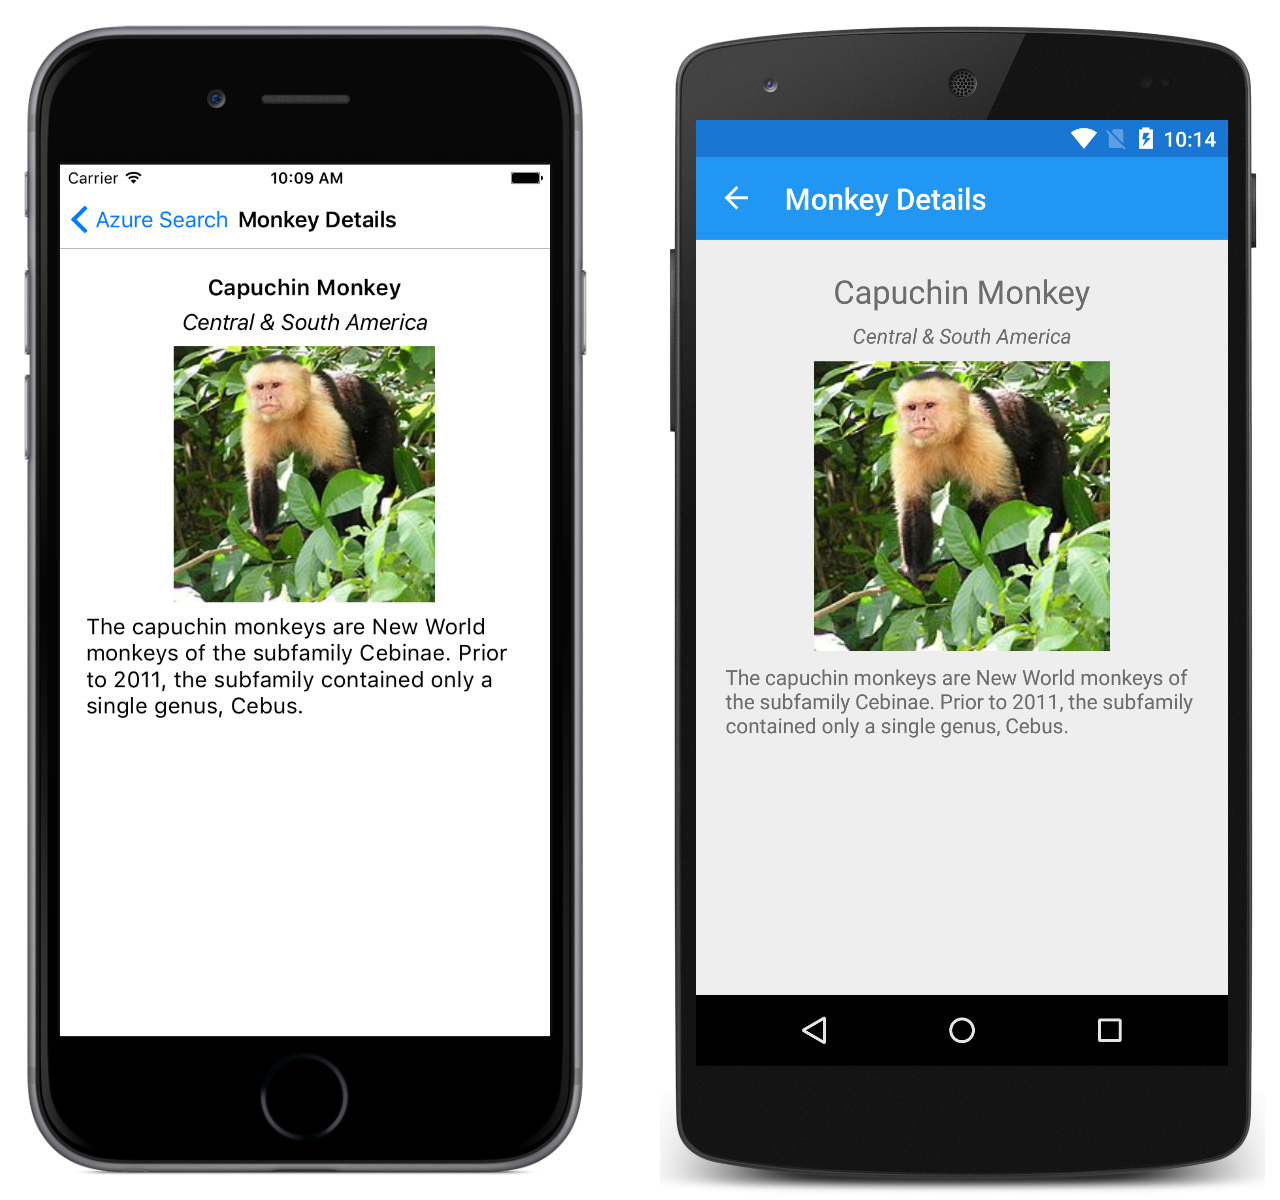 Carrier 10:09 AM
Azure Search Monkey Details
Capuchin Monkey
Central & South America
The capuchin monkeys are New World
monkeys of the subfamily Cebinae. Prior
to 2011, the subfamily contained only a
single genus, Cebus.
10:14
Monkey Details
Capuchin Monkey
Central & South America
The capuchin monkeys are New World monkeys of
the subfamily Cebinae. Prior to 2011, the subfamily
contained only a single genus, Cebus.